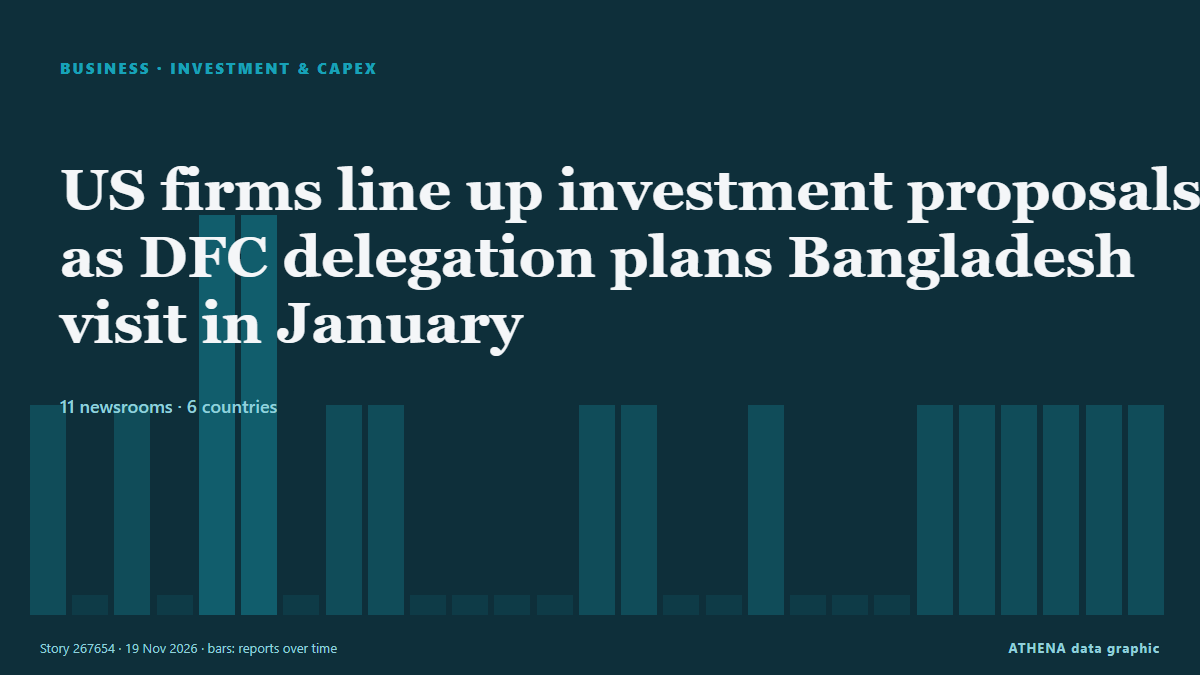 BUSINESS · INVESTMENT & CAPEX
US firms line up investment proposals
as DFC delegation plans Bangladesh
visit in January
11 newsrooms · 6 countries
Story 267654 · 19 Nov 2026 · bars: reports over time
ATHENA data graphic